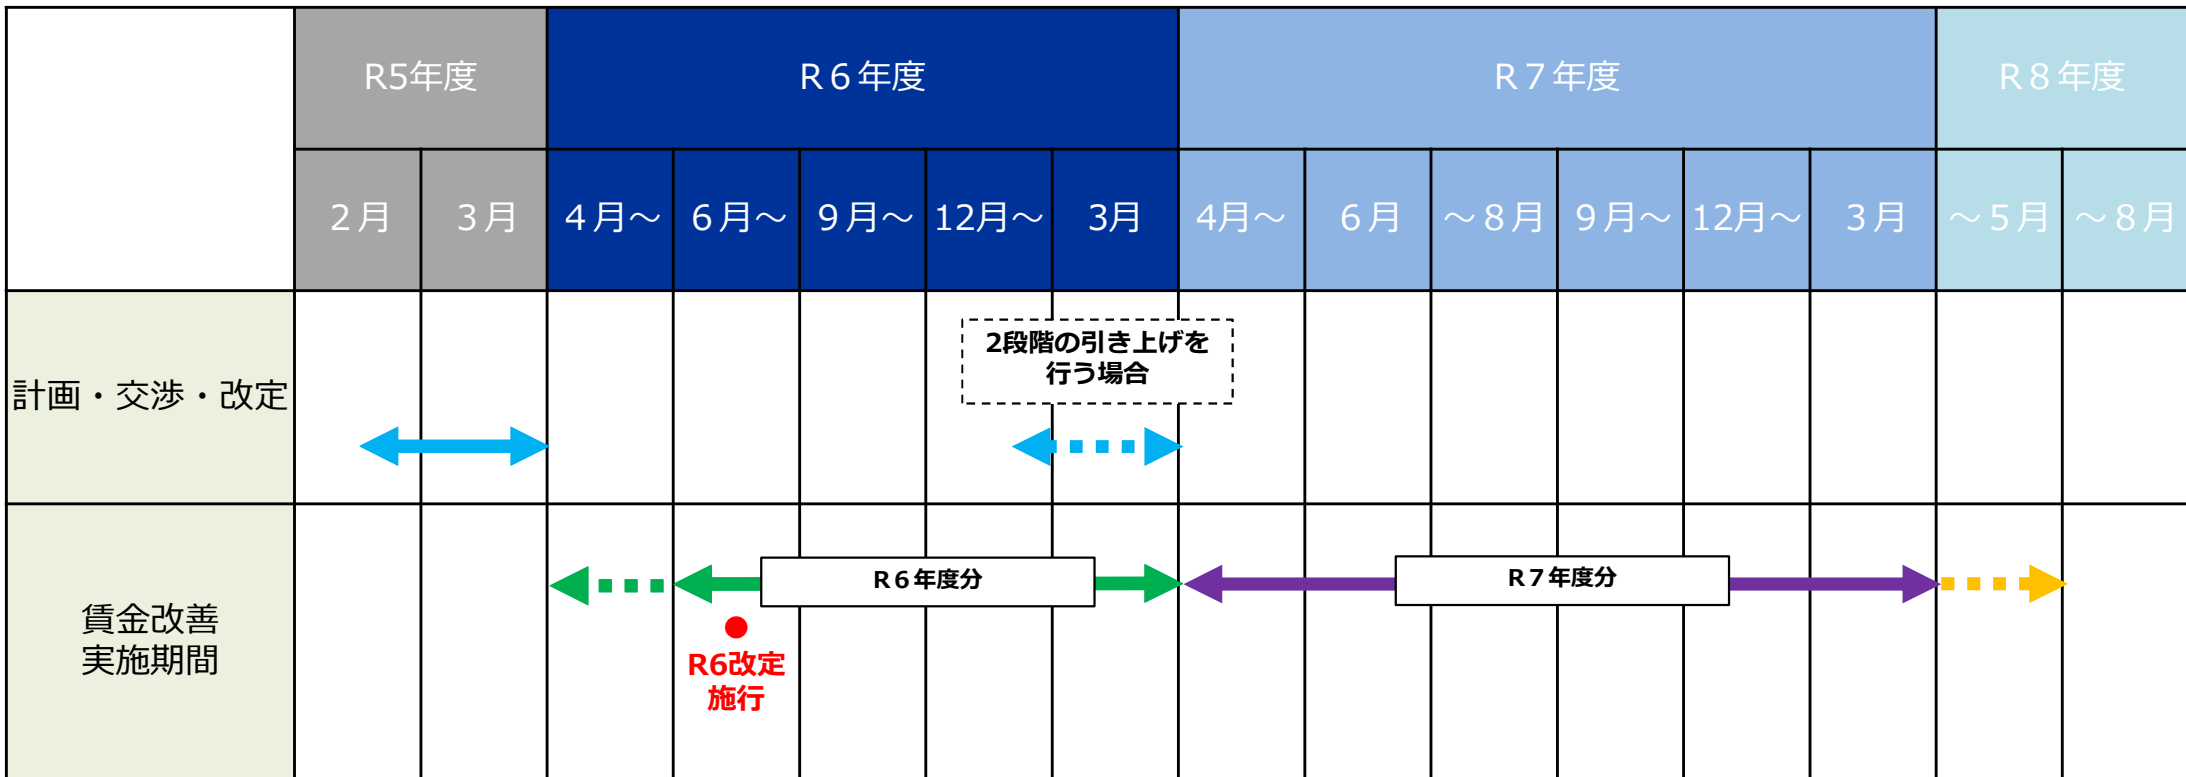 R5年度
R６年度
R７年度
R８年度
２月
３月
４月～
６月～
９月～
12月～
3月
4月～
６月
～８月
９月～
12月～
３月
～５月
～８月
計画・交渉・改定
2段階の引き上げを
行う場合
賃金改善
実施期間
R６年度分
R７年度分
R6改定
施行